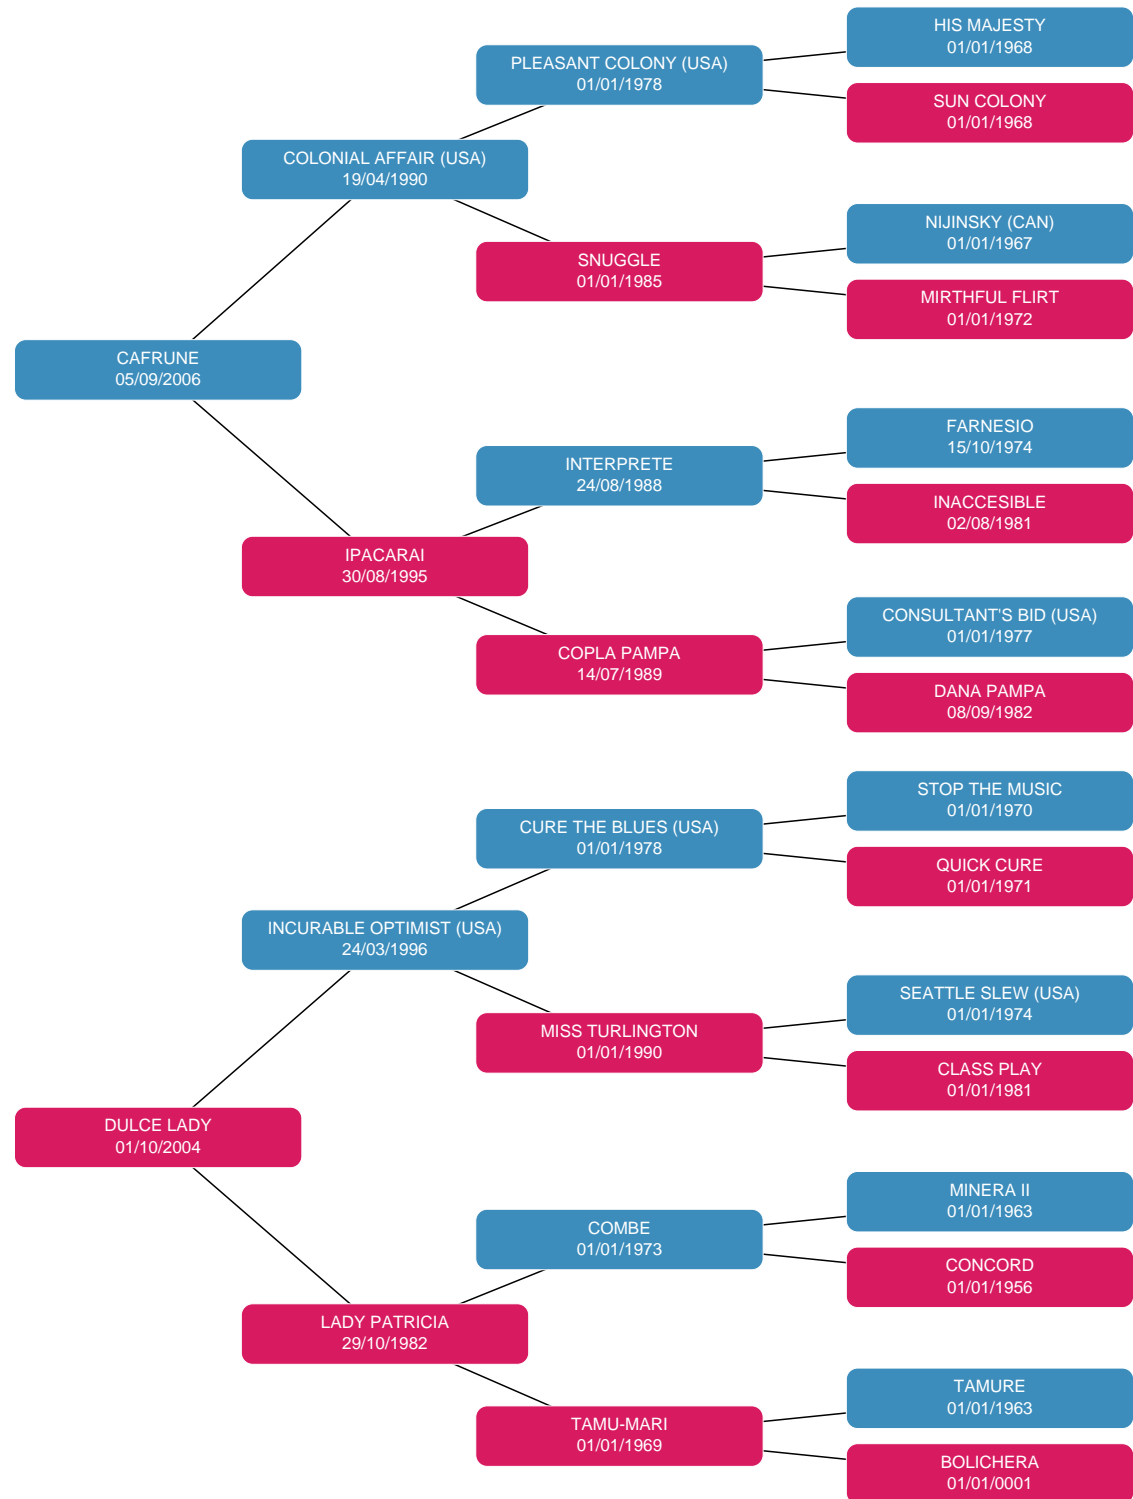 HIS MAJESTY
01/01/1968
PLEASANT COLONY (USA)
01/01/1978
SUN COLONY
01/01/1968
COLONIAL AFFAIR (USA)
19/04/1990
NIJINSKY (CAN)
01/01/1967
SNUGGLE
01/01/1985
MIRTHFUL FLIRT
01/01/1972
CAFRUNE
05/09/2006
FARNESIO
15/10/1974
INTERPRETE
24/08/1988
INACCESIBLE
02/08/1981
IPACARAI
30/08/1995
CONSULTANT'S BID (USA)
01/01/1977
COPLA PAMPA
14/07/1989
DANA PAMPA
08/09/1982
STOP THE MUSIC
01/01/1970
CURE THE BLUES (USA)
01/01/1978
QUICK CURE
01/01/1971
INCURABLE OPTIMIST (USA)
24/03/1996
SEATTLE SLEW (USA)
01/01/1974
MISS TURLINGTON
01/01/1990
CLASS PLAY
01/01/1981
DULCE LADY
01/10/2004
MINERA II
01/01/1963
COMBE
01/01/1973
CONCORD
01/01/1956
LADY PATRICIA
29/10/1982
TAMURE
01/01/1963
TAMU-MARI
01/01/1969
BOLICHERA
01/01/0001